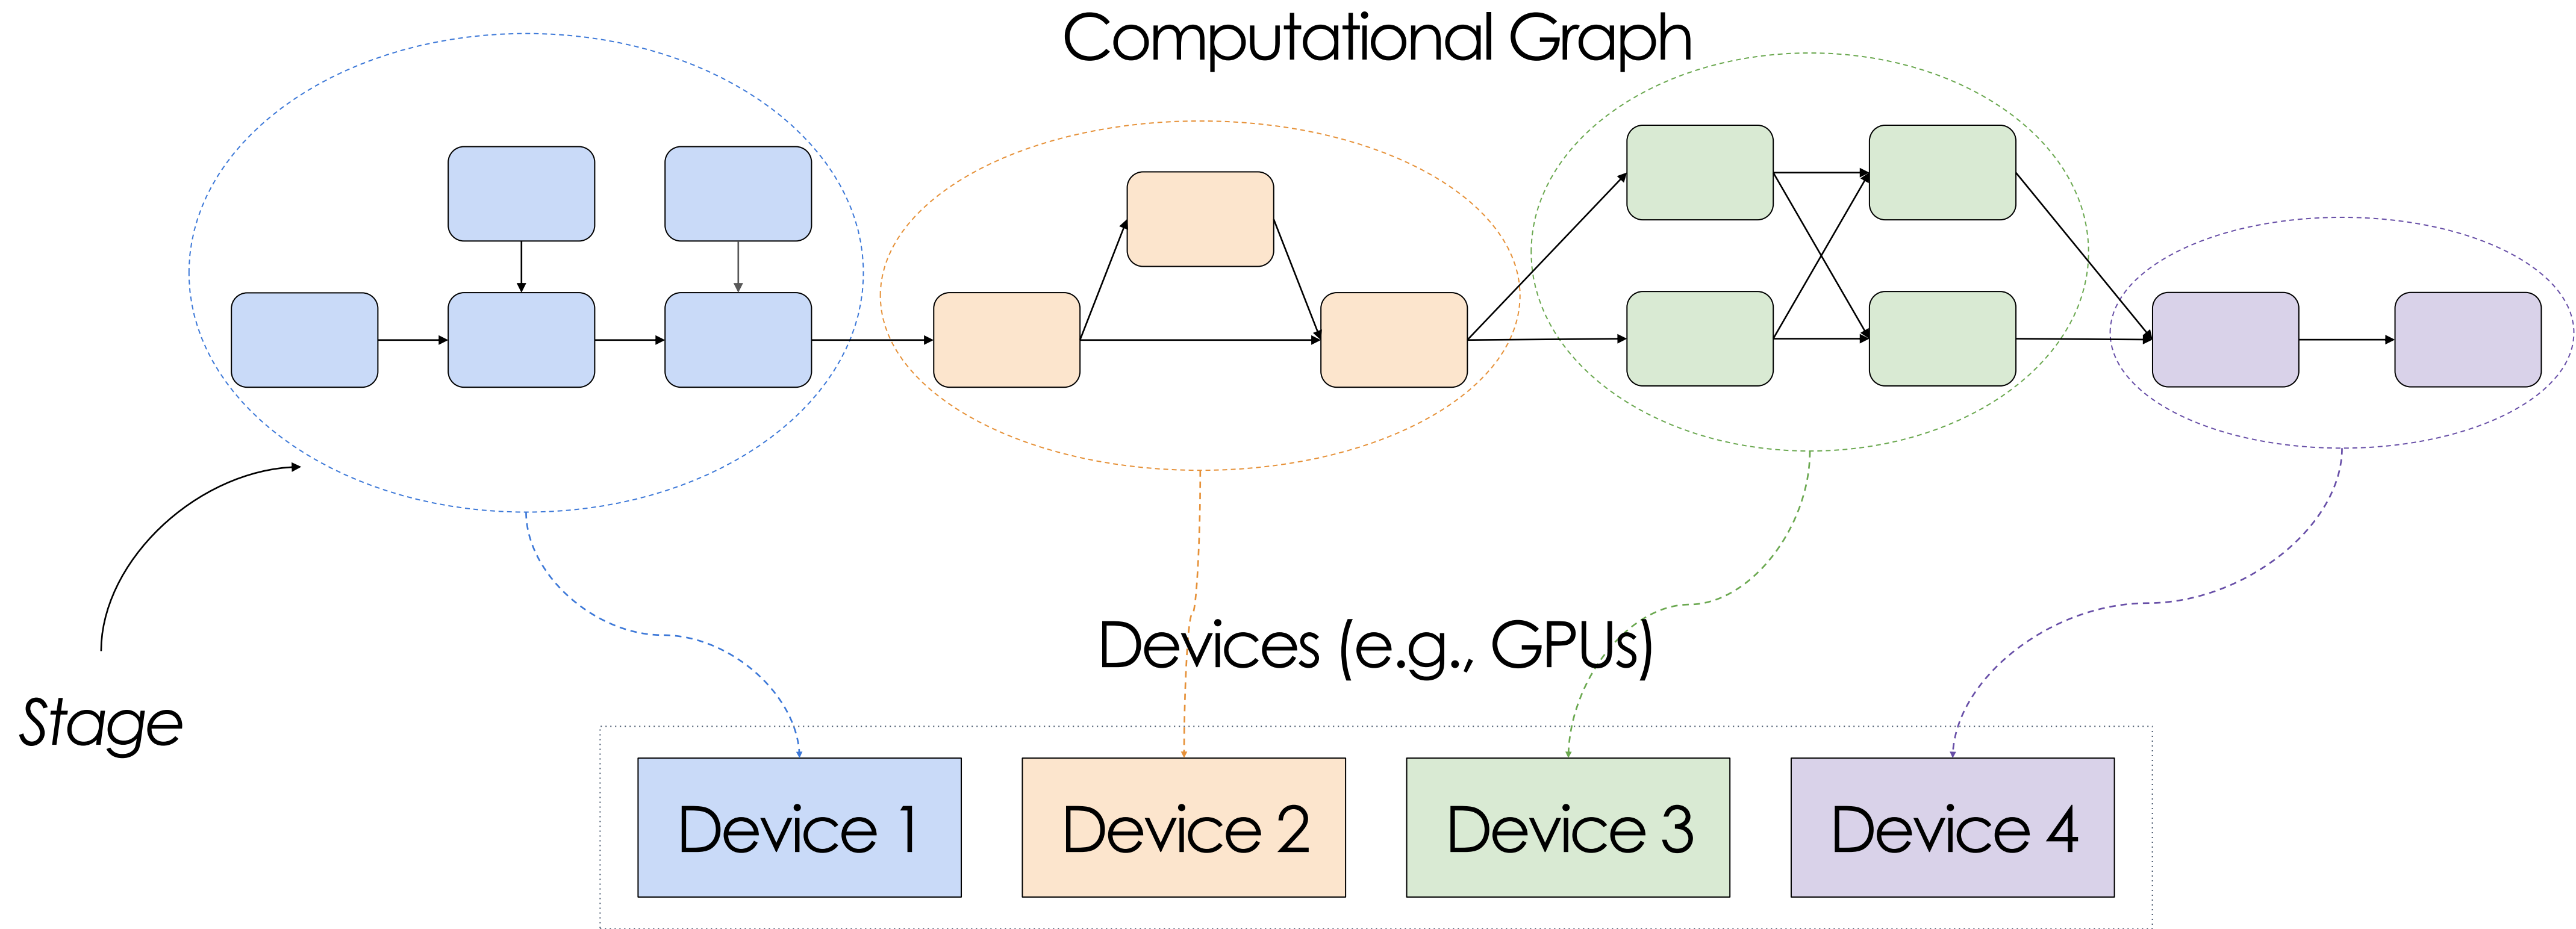 Computational Graph
Devices (e.g., GPUs)
Stage
Device 1
Device 2
Device 3
Device 4